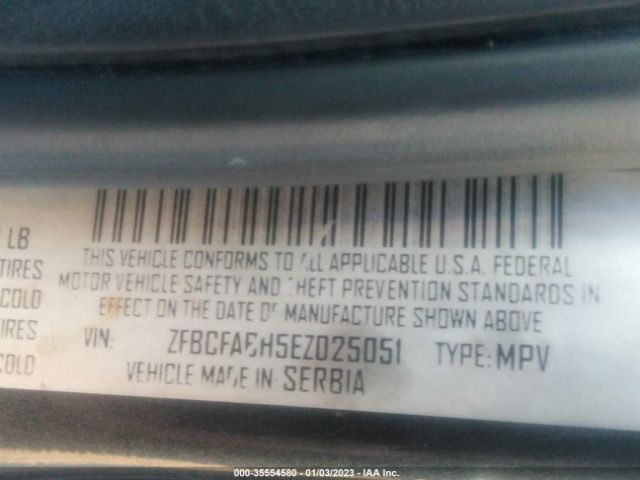 LB
TIRES
COLD
TIRES
COLD
THIS VEHICLE CONFORMS TO ALL APPLICABLE U.S.A. FEDERAL
MOTOR VEHICLE SAFETY AND THEFT PREVENTION STANDARDS IN
EFFECT ON THE DATE OF MANUFACTURE SHOWN ABOVE
VIN: TYPE: MPV
VEHICLE MADE IN SERBIA
000-35554580 - 01/03/2023 - IAA Inc.